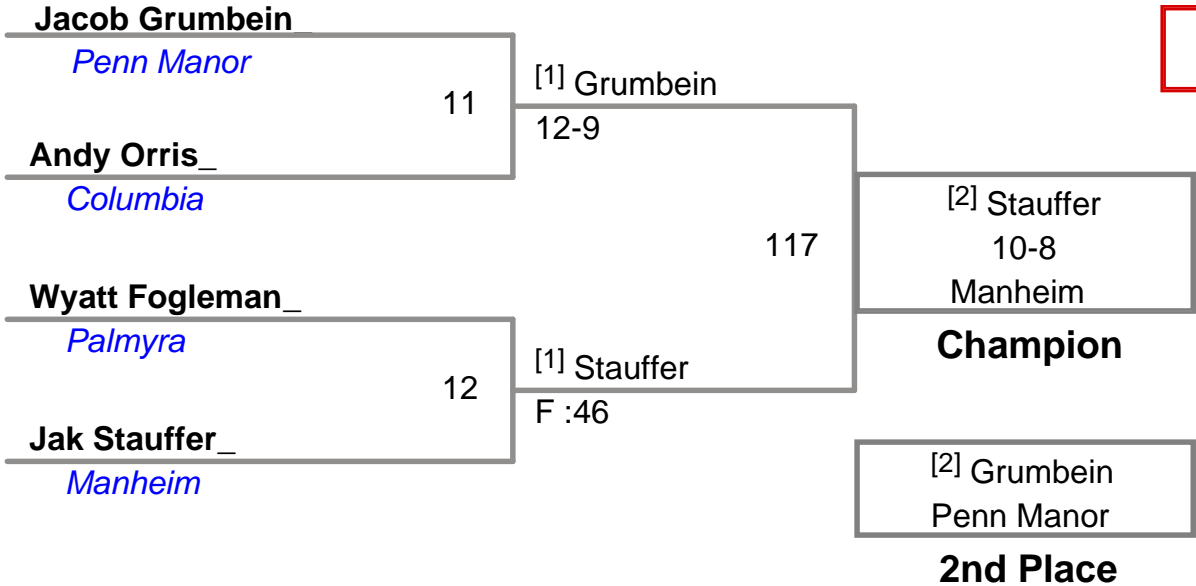 Jacob Grumbein_
Penn Manor
11
[1] Grumbein
12-9
Andy Orris_
Columbia
117
[2] Stauffer
10-8
Manheim
Champion
Wyatt Fogleman_
Palmyra
12
[1] Stauffer
F :46
Jak Stauffer_
Manheim
[2] Grumbein
Penn Manor
2nd Place